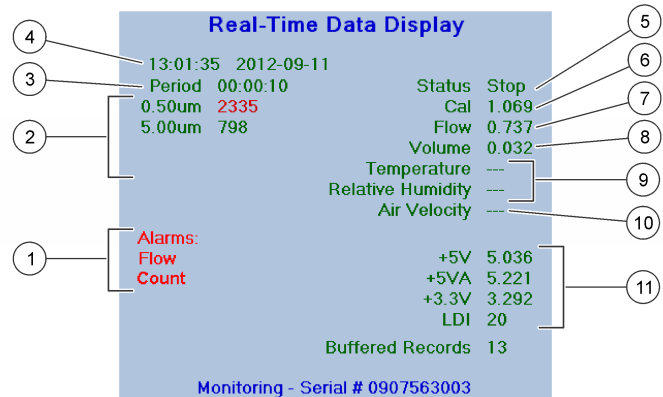 Real-Time Data Display
4 13:01:35 2012-09-11
3 Period 00:00:10
5 Status Stop
2 0.50um 2335
6 Cal 1.069
5.00um 798
7 Flow 0.737
8 Volume 0.032
9 Temperature ---
Relative Humidity ---
10 Air Velocity ---
1 Alarms:
Flow
Count
11 +5V 5.036
+5VA 5.221
+3.3V 3.292
LDI 20
Buffered Records 13
Monitoring - Serial # 0907563003